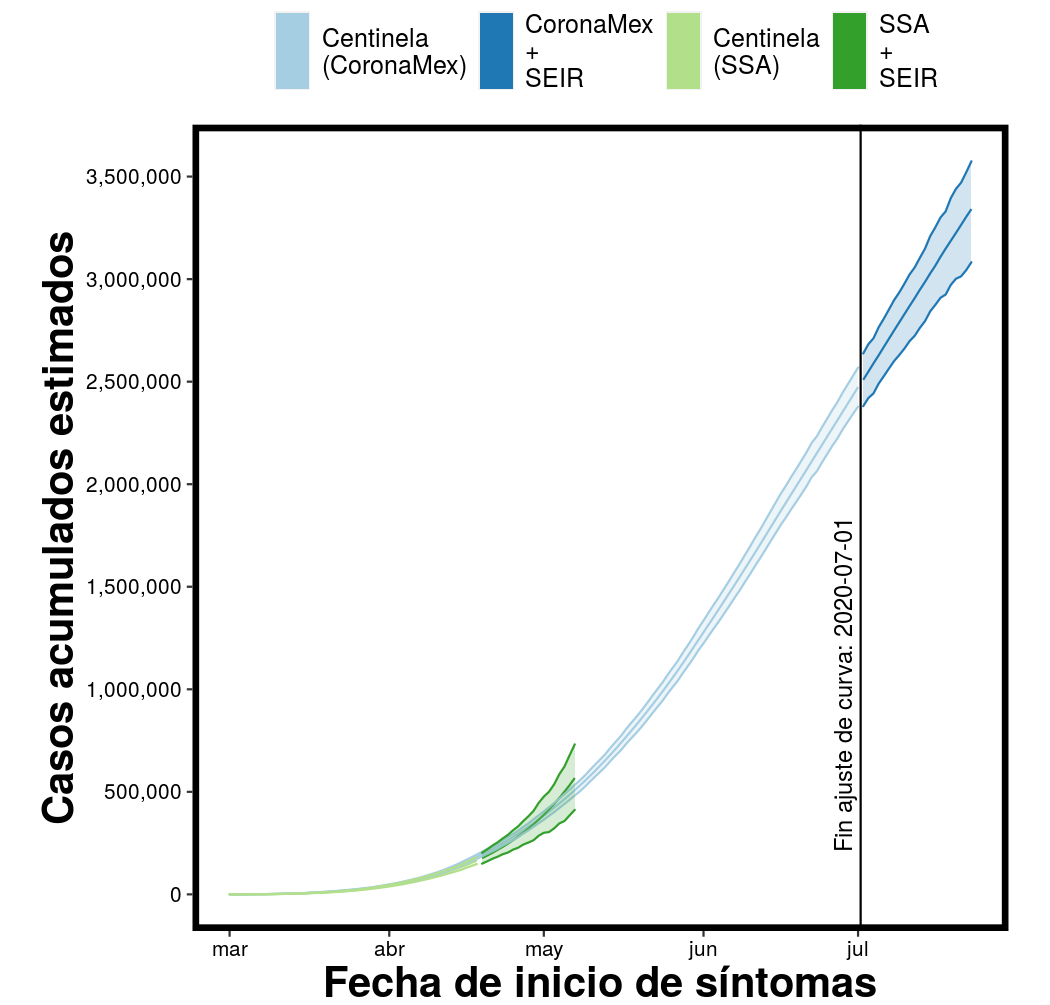 Centinela
(CoronaMex)
CoronaMex
+
SEIR
Centinela
(SSA)
SSA
+
SEIR
Casos acumulados estimados
3,500,000
3,000,000
2,500,000
2,000,000
1,500,000
1,000,000
500,000
0
Fin ajuste de curva: 2020-07-01
mar
abr
may
jun
jul
Fecha de inicio de síntomas